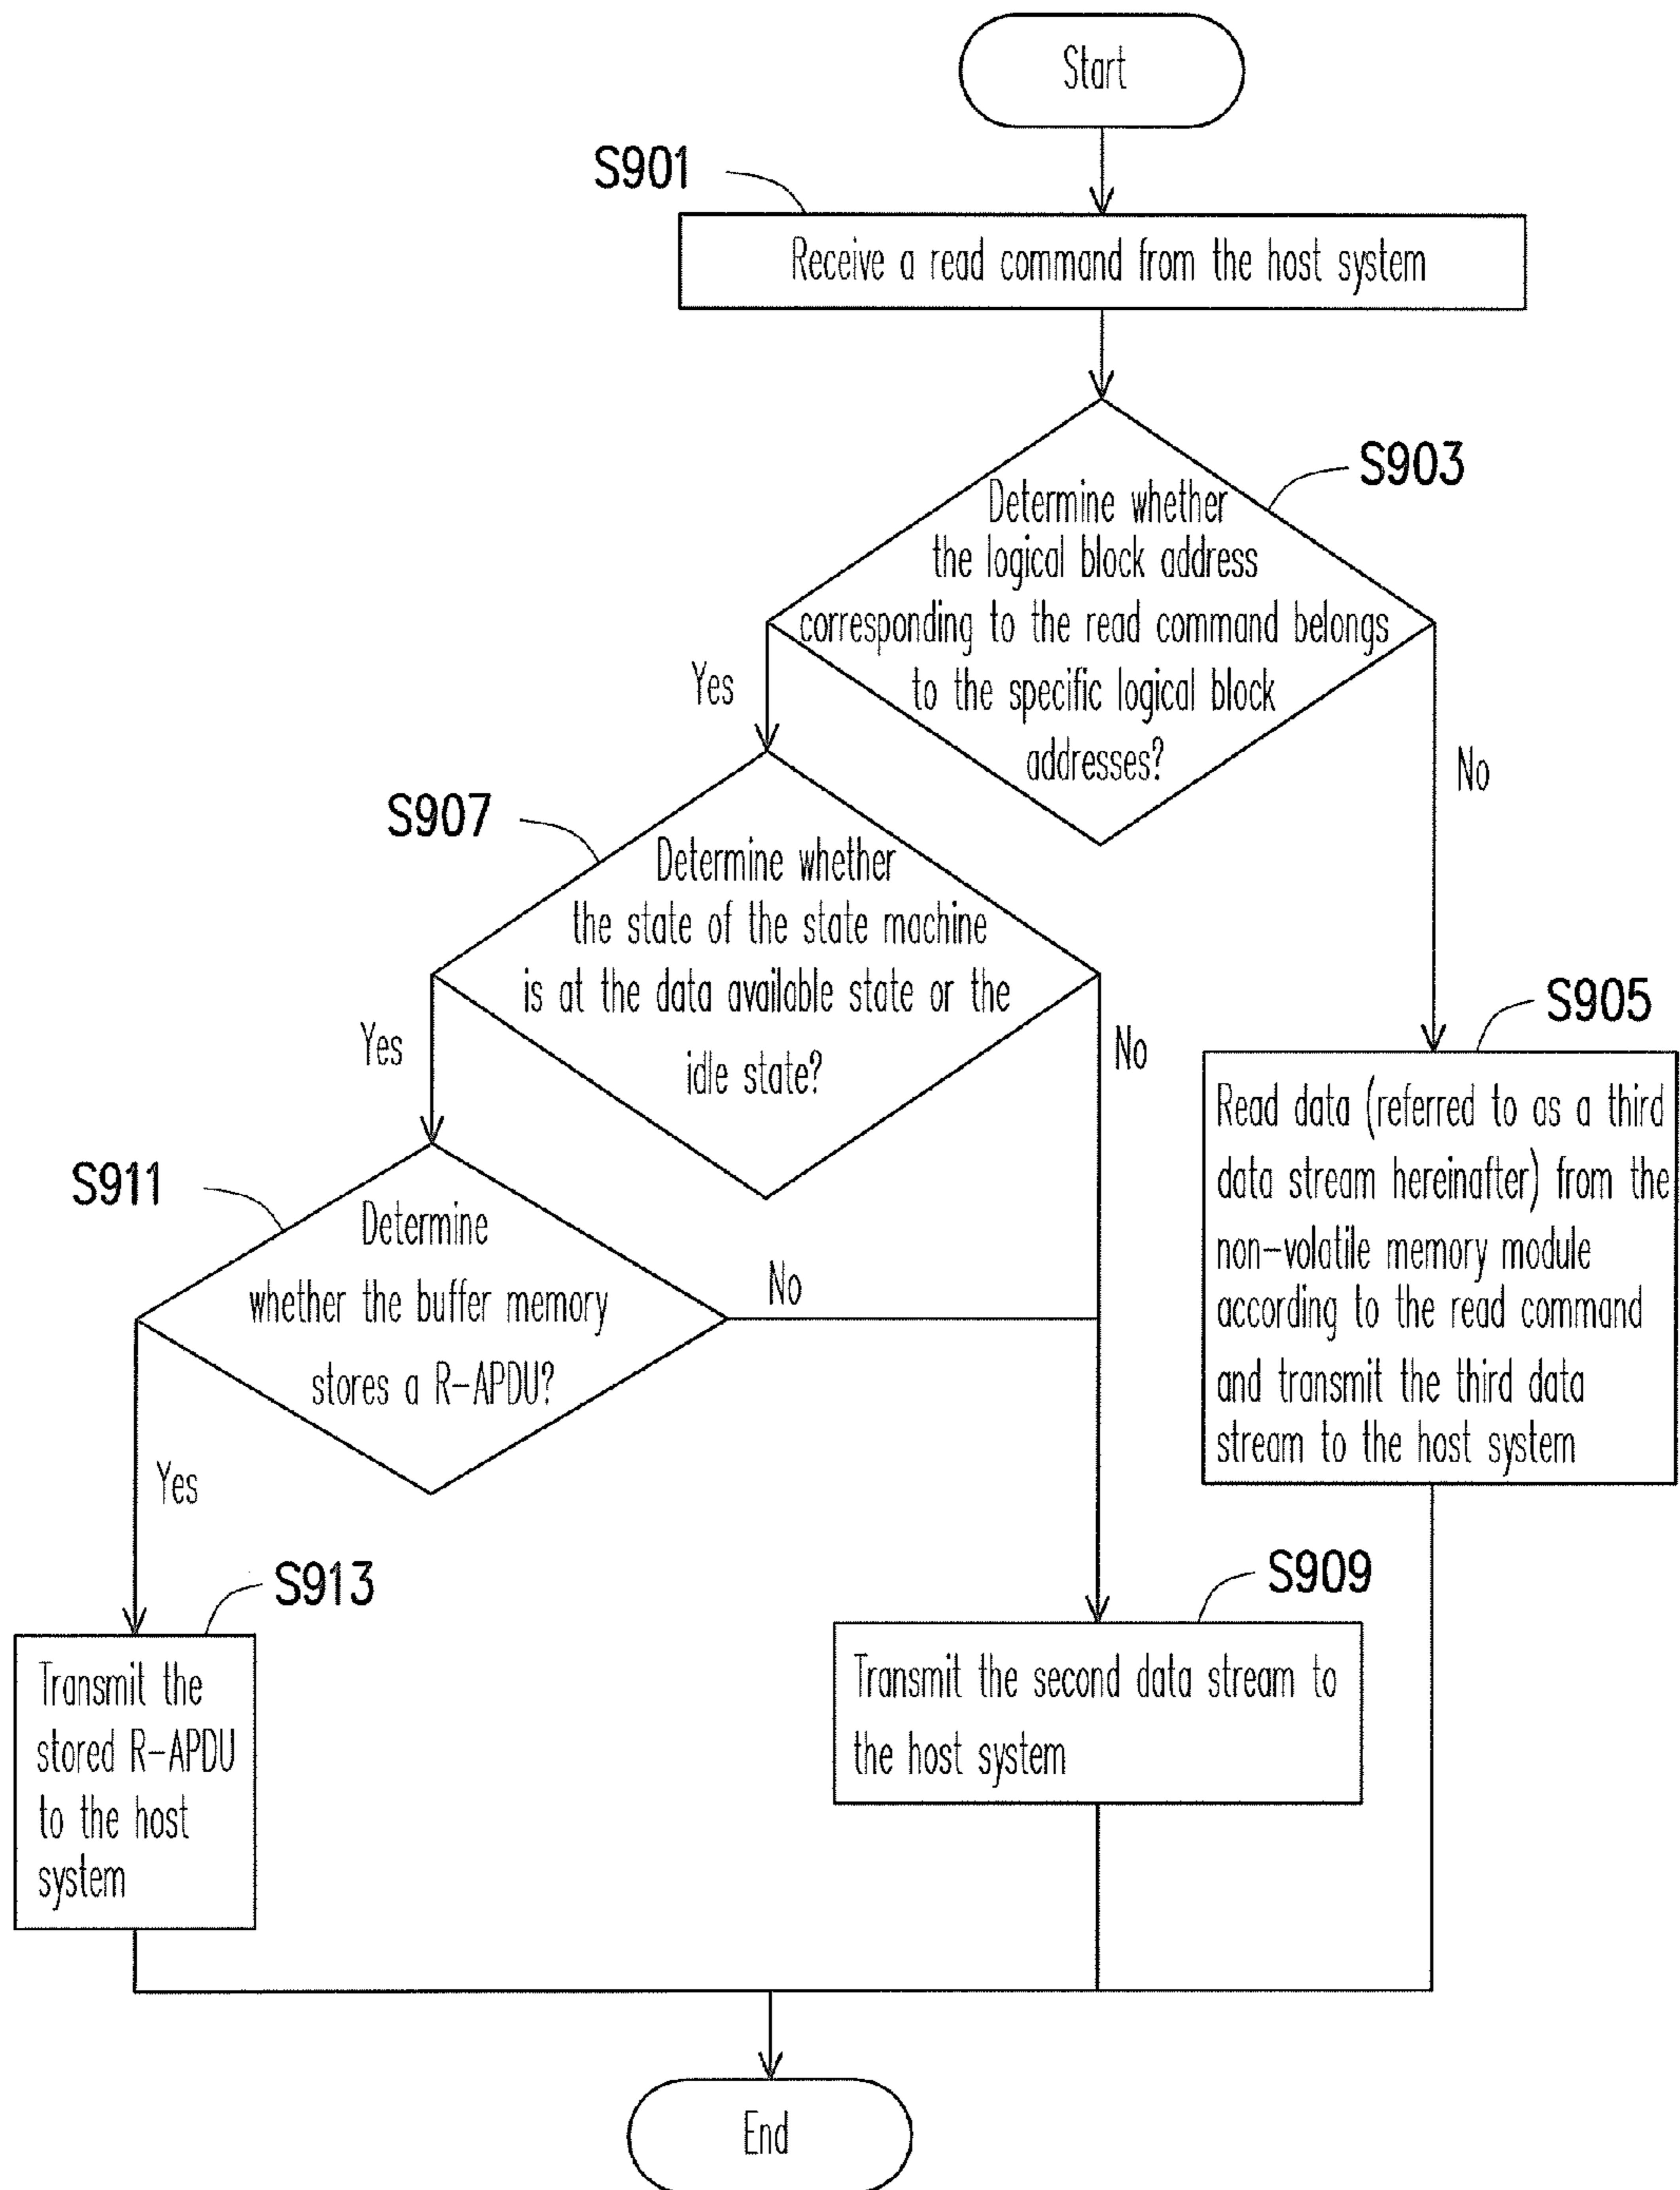 Start
S901
Receive a read command from the host system
S903
Determine whether
the logical block address
corresponding to the read command belongs
to the specific logical block
addresses?
Yes
No
S907
Determine whether
the state of the state machine
is at the data available state or the
idle state?
Yes
No
S905
Read data (referred to as a third
data stream hereinafter) from the
non-volatile memory module
according to the read command
and transmit the third data
stream to the host system
S911
Determine
whether the buffer memory
stores a R-APDU?
No
Yes
S913
Transmit the
stored R-APDU
to the host
system
S909
Transmit the second data stream to
the host system
End